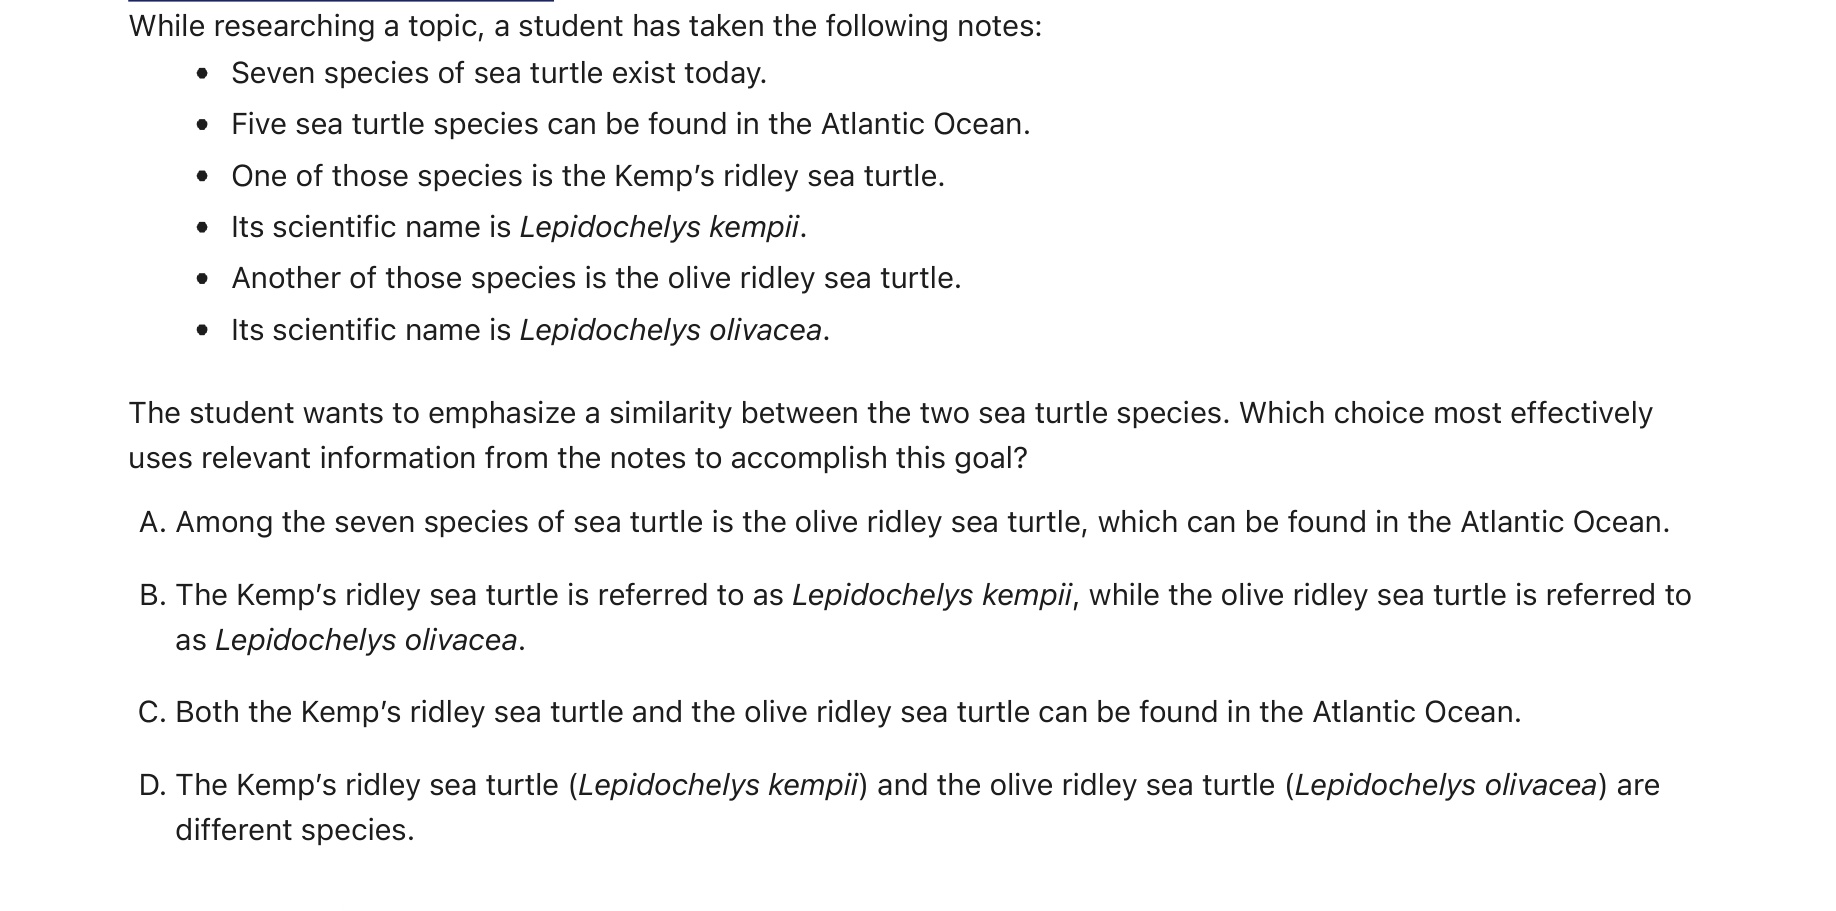 While researching a topic, a student has taken the following notes:
• Seven species of sea turtle exist today.
• Five sea turtle species can be found in the Atlantic Ocean.
• One of those species is the Kemp’s ridley sea turtle.
• Its scientific name is Lepidochelys kempii.
• Another of those species is the olive ridley sea turtle.
• Its scientific name is Lepidochelys olivacea.
The student wants to emphasize a similarity between the two sea turtle species. Which choice most effectively
uses relevant information from the notes to accomplish this goal?
A. Among the seven species of sea turtle is the olive ridley sea turtle, which can be found in the Atlantic Ocean.
B. The Kemp’s ridley sea turtle is referred to as Lepidochelys kempii, while the olive ridley sea turtle is referred to
as Lepidochelys olivacea.
C. Both the Kemp’s ridley sea turtle and the olive ridley sea turtle can be found in the Atlantic Ocean.
D. The Kemp’s ridley sea turtle (Lepidochelys kempii) and the olive ridley sea turtle (Lepidochelys olivacea) are
different species.